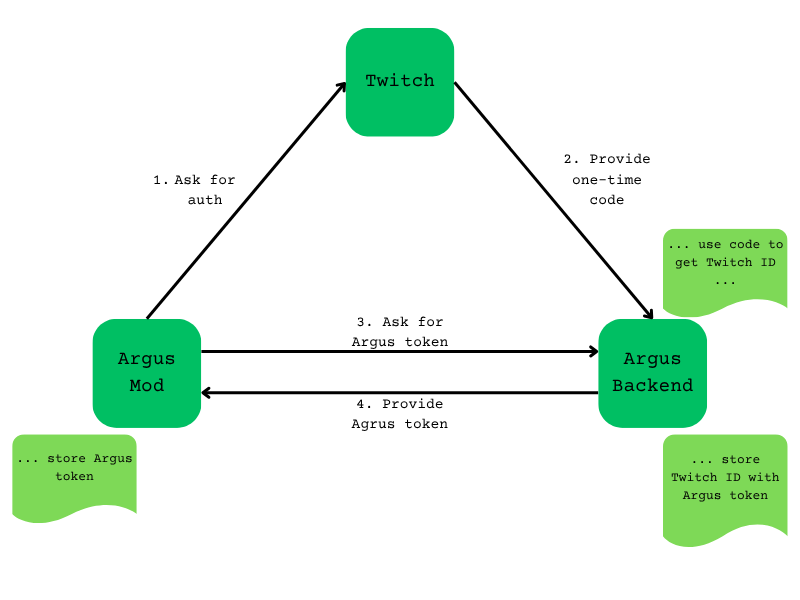 Twitch
1. Ask for
auth
2. Provide
one-time
code
... use code to
get Twitch ID
...
3. Ask for
Argus token
Argus
Mod
Argus
Backend
4. Provide
Agrus token
... store Argus
token
... store
Twitch ID with
Argus token